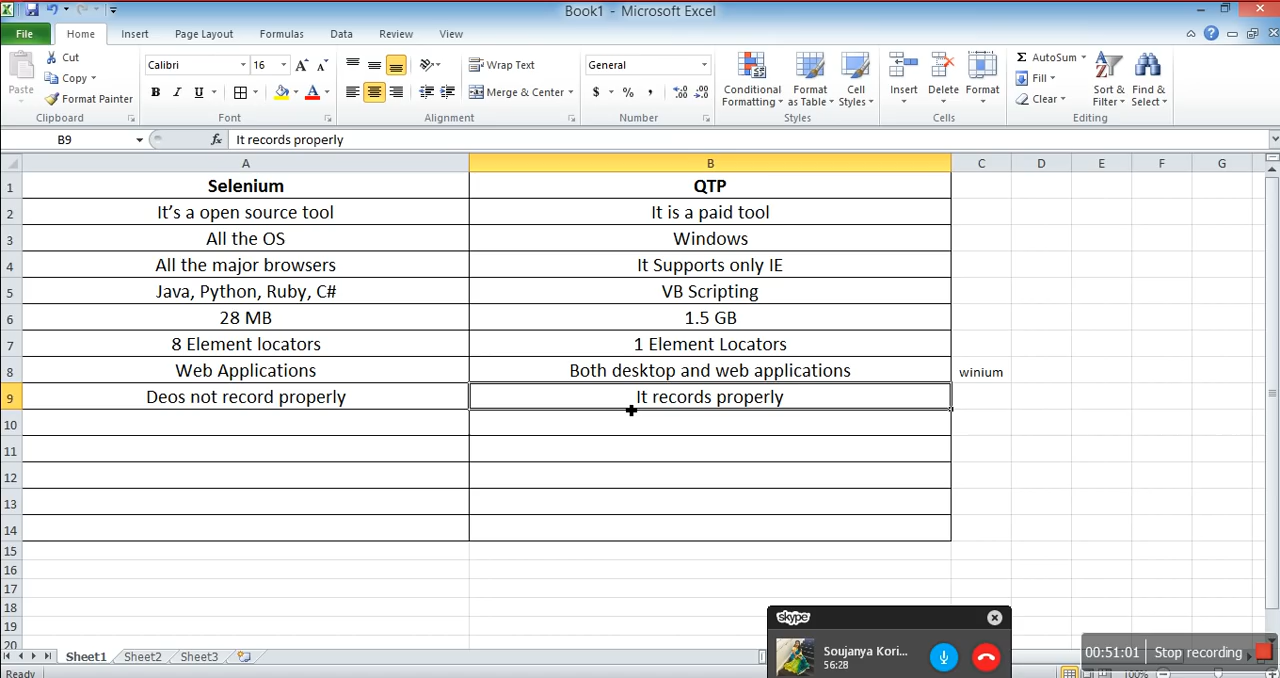 Book1 - Microsoft Excel
File Home Insert Page Layout Formulas Data Review View
Cut
Copy
Format Painter
Paste
Clipboard
Calibri 16
Font
Wrap Text
Merge & Center
Alignment
General
$ % ,
Number
Conditional Formatting
Format as Table
Cell Styles
Styles
Insert Delete Format
Cells
Σ AutoSum
Fill
Clear
Sort & Filter
Find & Select
Editing
B9 fx It records properly
A B C D E F G
1 Selenium QTP
2 It's a open source tool It is a paid tool
3 All the OS Windows
4 All the major browsers It Supports only IE
5 Java, Python, Ruby, C# VB Scripting
6 28 MB 1.5 GB
7 8 Element locators 1 Element Locators
8 Web Applications Both desktop and web applications winium
9 Deos not record properly It records properly
10
11
12
13
14
15
16
17
18
19
20
skype
Soujanya Kori...
56:28
00:51:01 Stop recording
Sheet1 Sheet2 Sheet3
Ready 100%